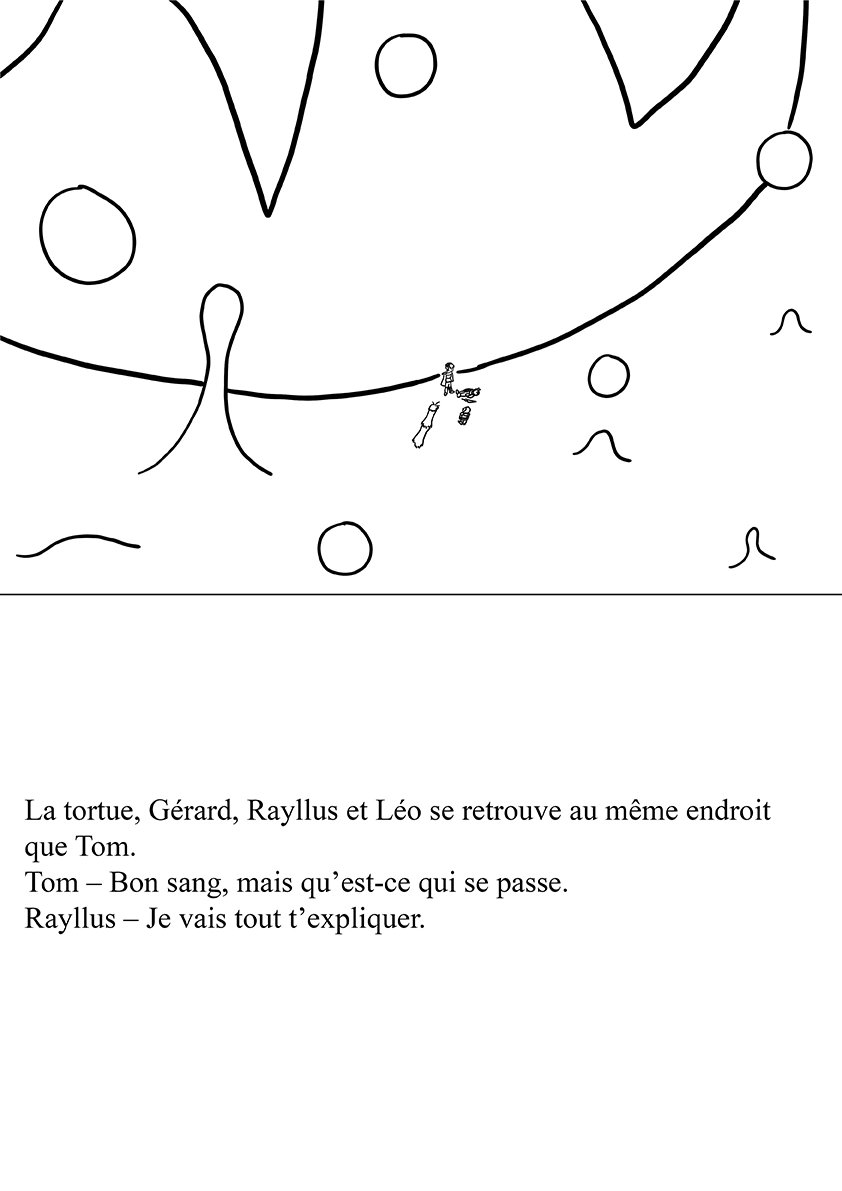 La tortue, Gérard, Rayllus et Léo se retrouve au même endroit
que Tom.
Tom – Bon sang, mais qu’est-ce qui se passe.
Rayllus – Je vais tout t’expliquer.